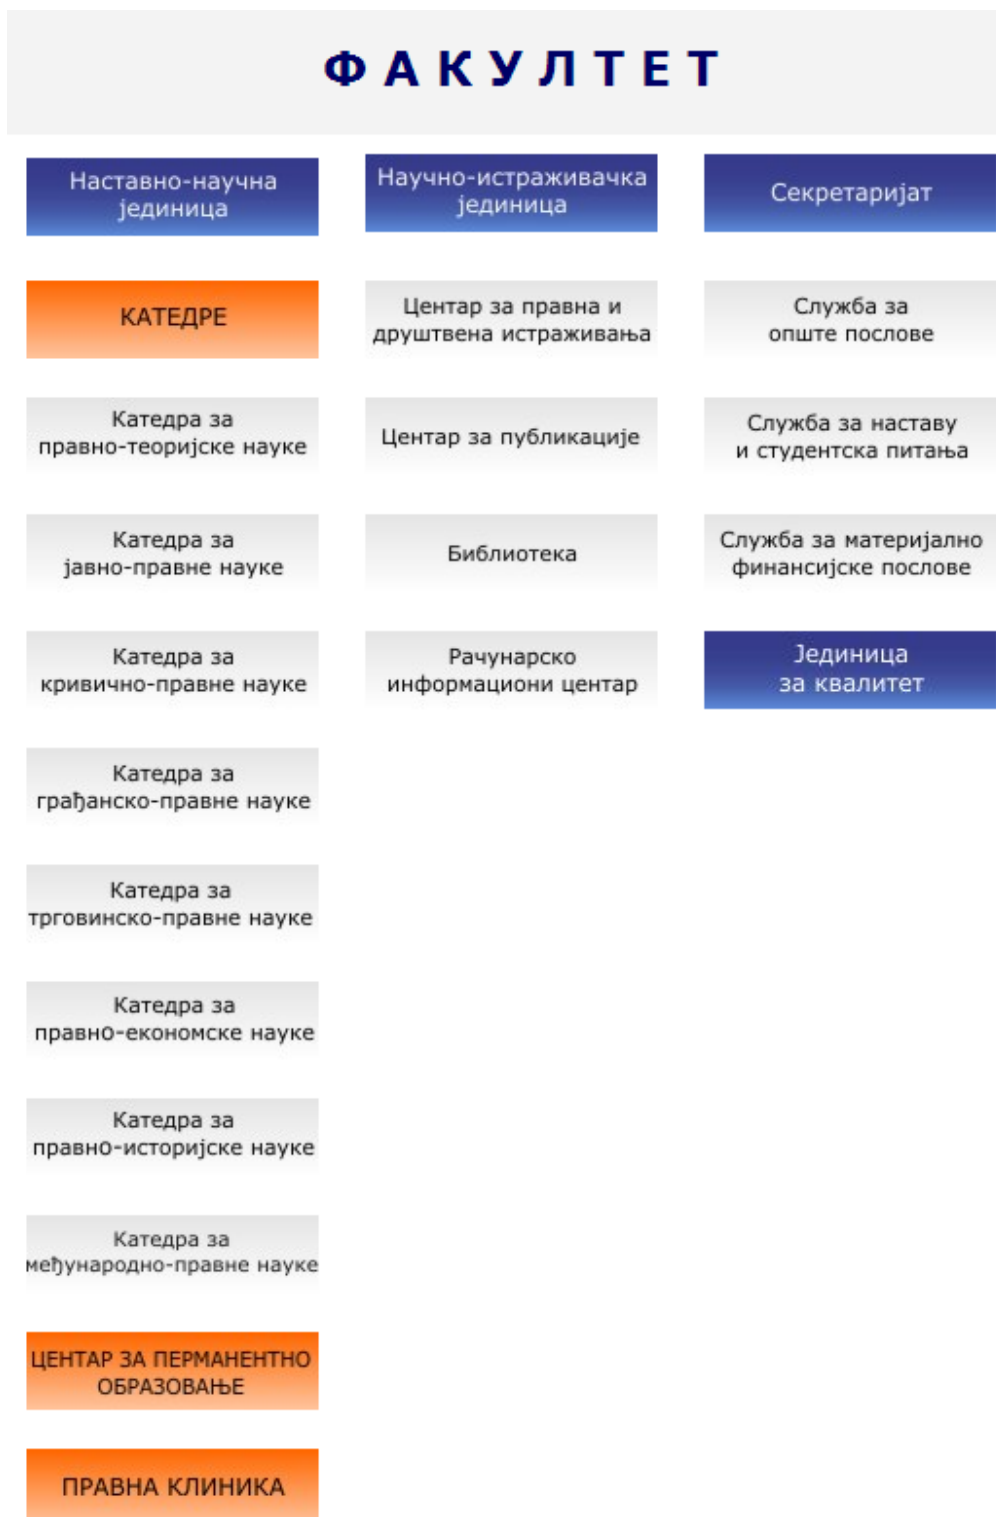 ФАКУЛТЕТ
Наставно-научна
јединица
КАТЕДРЕ
Катедра за
правно-теоријске науке
Катедра за
јавно-правне науке
Катедра за
кривично-правне науке
Катедра за
грађанско-правне науке
Катедра за
трговинско-правне науке
Катедра за
правно-економске науке
Катедра за
правно-историјске науке
Катедра за
међународно-правне науке
ЦЕНТАР ЗА ПЕРМАНЕНТНО
ОБРАЗОВАЊЕ
ПРАВНА КЛИНИКА
Научно-истраживачка
јединица
Центар за правна и
друштвена истраживања
Центар за публикације
Библиотека
Рачунарско
информациони центар
Секретаријат
Служба за
опште послове
Служба за наставу
и студентска питања
Служба за материјално
финансијске послове
Јединица
за квалитет